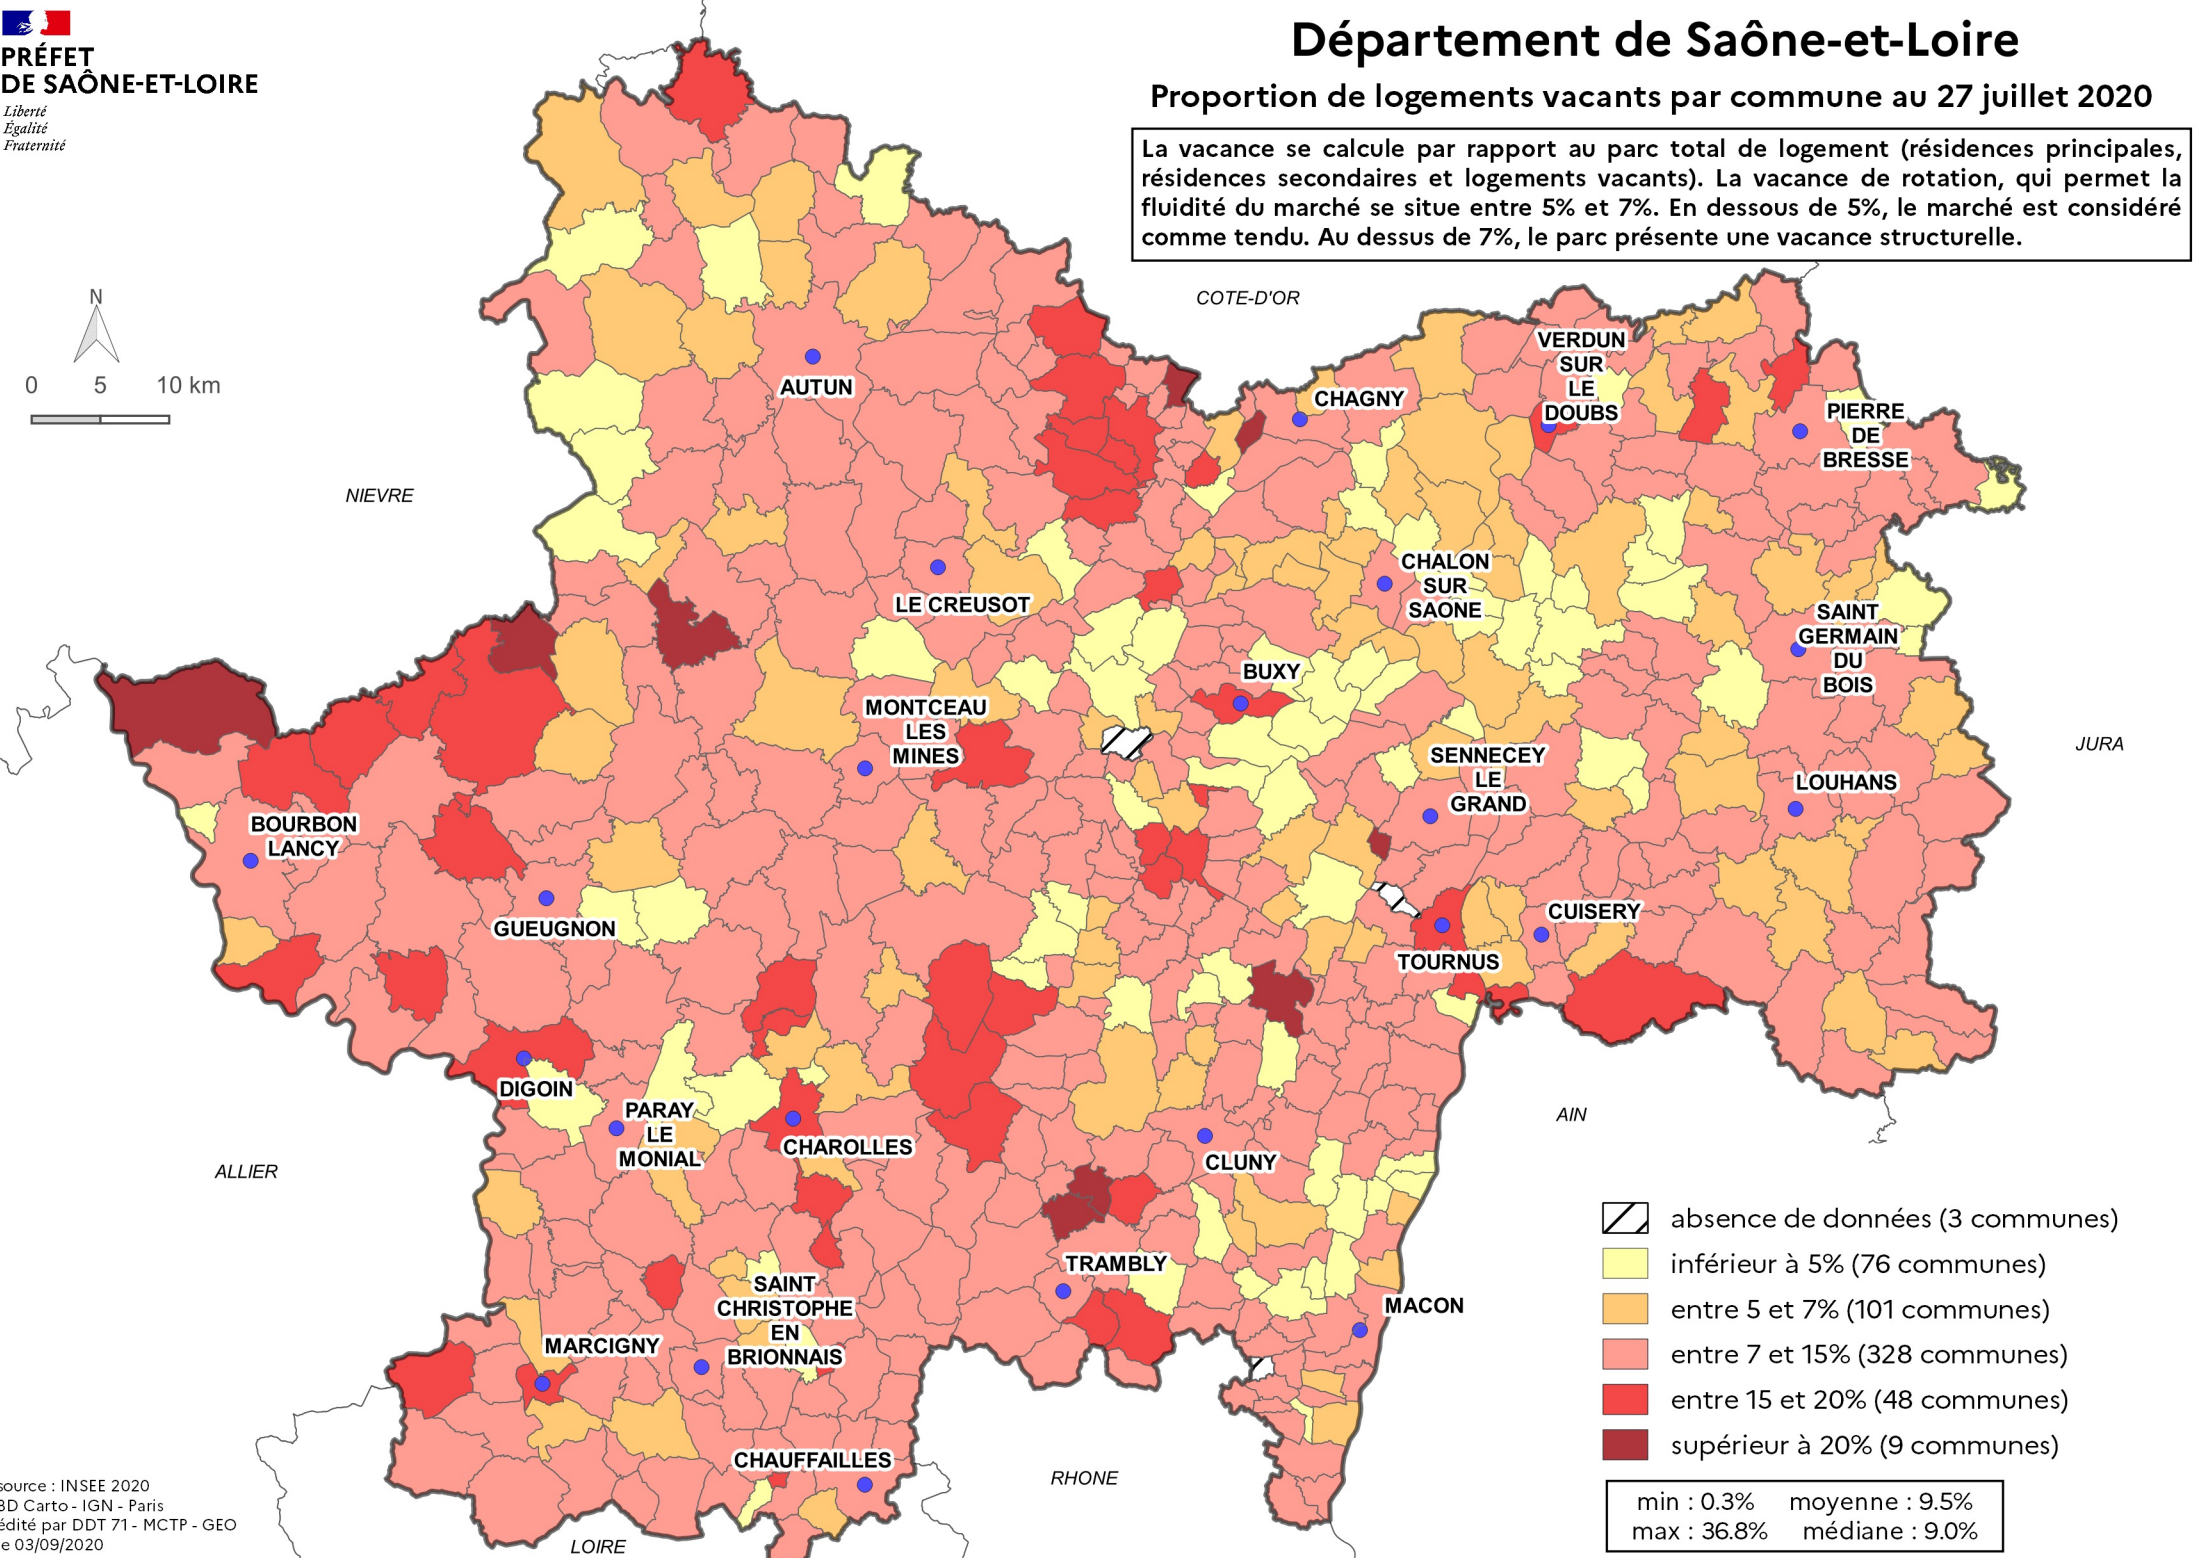 PRÉFET
DE SAÔNE-ET-LOIRE
Liberté
Égalité
Fraternité
Département de Saône-et-Loire
Proportion de logements vacants par commune au 27 juillet 2020
La vacance se calcule par rapport au parc total de logement (résidences principales,
résidences secondaires et logements vacants). La vacance de rotation, qui permet la
fluidité du marché se situe entre 5% et 7%. En dessous de 5%, le marché est considéré
comme tendu. Au dessus de 7%, le parc présente une vacance structurelle.
N
0 5 10 km
COTE-D'OR
NIEVRE
JURA
AIN
ALLIER
RHONE
LOIRE
AUTUN
CHAGNY
VERDUN
SUR
LE
DOUBS
PIERRE
DE
BRESSE
LE CREUSOT
CHALON
SUR
SAONE
SAINT
GERMAIN
DU
BOIS
BUXY
MONTCEAU
LES
MINES
SENNECEY
LE
GRAND
LOUHANS
BOURBON
LANCY
GUEUGNON
CUISERY
TOURNUS
DIGOIN
PARAY
LE
MONIAL
CHAROLLES
CLUNY
TRAMBLY
SAINT
CHRISTOPHE
EN
BRIONNAIS
MACON
MARCIGNY
CHAUFFAILLES
absence de données (3 communes)
inférieur à 5% (76 communes)
entre 5 et 7% (101 communes)
entre 7 et 15% (328 communes)
entre 15 et 20% (48 communes)
supérieur à 20% (9 communes)
min : 0.3% moyenne : 9.5%
max : 36.8% médiane : 9.0%
source : INSEE 2020
BD Carto - IGN - Paris
édité par DDT 71 - MCTP - GEO
le 03/09/2020